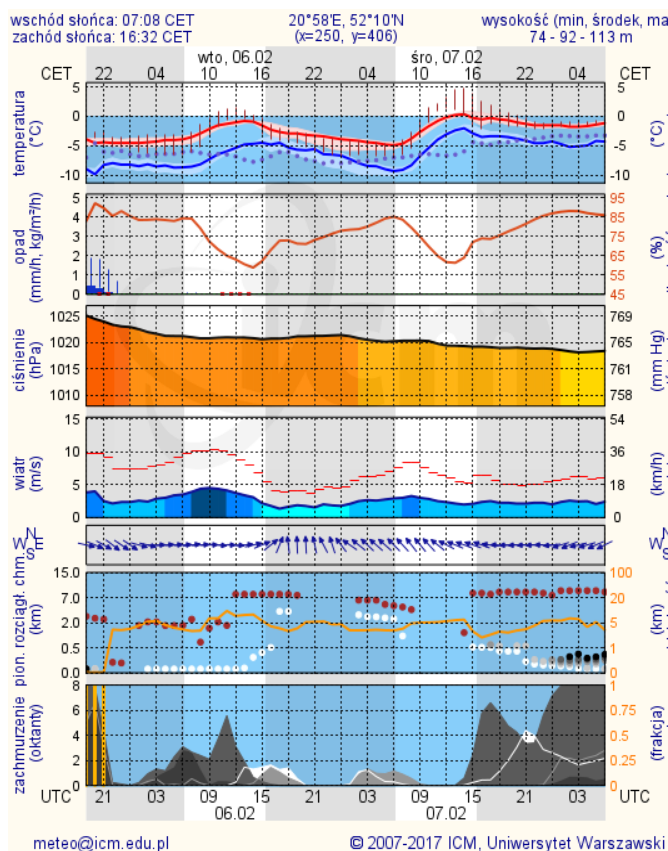 wschód słońca: 07:08 CET 20°58'E, 52°10'N wysokość (min, środek, ma
zachód słońca: 16:32 CET (x=250, y=406) 74 - 92 - 113 m
wto, 06.02 śro, 07.02
CET 22 04 10 16 22 04 10 16 22 04 CET
temperatura (°C)
5 5
0 0
-5 -5
-10 -10
(°C)
opad (mm/h, kg/m²/h)
5 95
4 85
3 75
2 65
1 55
0 45
(%)
ciśnienie (hPa)
1025 769
1020 765
1015 761
1010 758
(mm Hg)
wiatr (m/s)
15 54
10 36
5 18
0 0
(km/h)
N W E S N W S
pion. rozciągł. chm. (km)
15.0 100
7.0 20
2.0 5
0.5 1
0.0 0
(km)
zachmurzenie (oktanty)
8 1
6 0.75
4 0.5
2 0.25
0 0
(frakcja)
UTC 21 03 09 15 21 03 09 15 21 03 UTC
06.02 07.02
meteo@icm.edu.pl © 2007-2017 ICM, Uniwersytet Warszawski